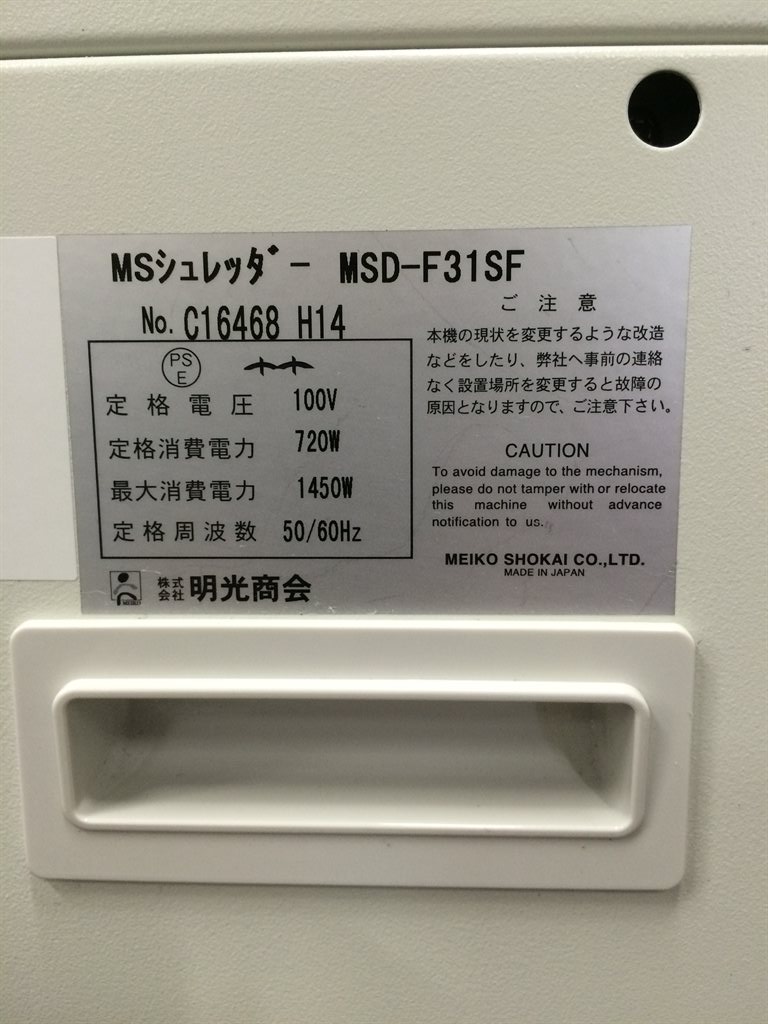 MSシュレッダー MSD-F31SF
No. C16468 H14
PS
E
定格電圧 100V
定格消費電力 720W
最大消費電力 1450W
定格周波数 50/60Hz
株式
会社 明光商会
ご注意
本機の現状を変更するような改造
などをしたり、弊社へ事前の連絡
なく設置場所を変更すると故障の
原因となりますので、ご注意下さい。
CAUTION
To avoid damage to the mechanism,
please do not tamper with or relocate
this machine without advance
notification to us.
MEIKO SHOKAI CO.,LTD.
MADE IN JAPAN